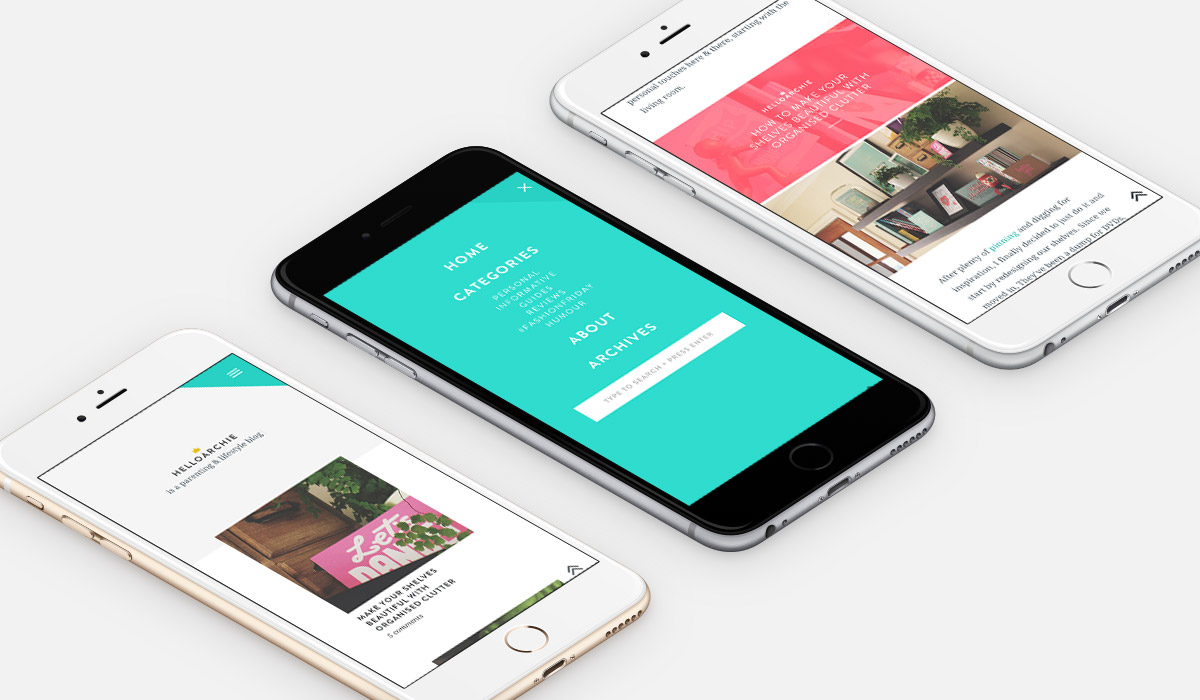 HELLOARCHIE
is a parenting & lifestyle blog
Let's
MAKE YOUR SHELVES
BEAUTIFUL WITH
ORGANISED CLUTTER
5 comments
HOME
CATEGORIES
PERSONAL
INFORMATIVE
GUIDES
REVIEWS
#FASHIONFRIDAY
HUMOUR
ABOUT
ARCHIVES
TYPE TO SEARCH + PRESS ENTER
personal touches here & there, starting with the
living room.
HELLOARCHIE
HOW TO MAKE YOUR
SHELVES BEAUTIFUL WITH
ORGANISED CLUTTER
After plenty of pinning and digging for
inspiration, I finally decided to just do it and
start by redesigning our shelves. Since we
moved in, They've been a dump for DVDs,